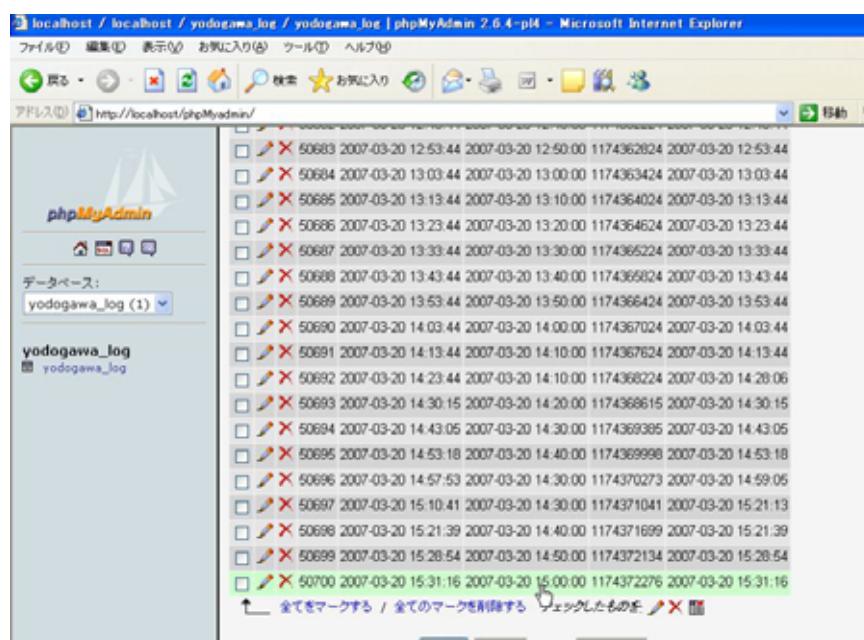 localhost / localhost / yodogawa_log / yodogawa_log | phpMyAdmin 2.6.4-pl4 - Microsoft Internet Explorer
ファイル(F) 編集(E) 表示(V) お気に入り(A) ツール(T) ヘルプ(H)
戻る 検索 お気に入り
アドレス(D) http://localhost/phpMyadmin/ 移動
phpMyAdmin
データベース:
yodogawa_log (1)
yodogawa_log
yodogawa_log
50683 2007-03-20 12:53:44 2007-03-20 12:50:00 1174362824 2007-03-20 12:53:44
50684 2007-03-20 13:03:44 2007-03-20 13:00:00 1174363424 2007-03-20 13:03:44
50685 2007-03-20 13:13:44 2007-03-20 13:10:00 1174364024 2007-03-20 13:13:44
50686 2007-03-20 13:23:44 2007-03-20 13:20:00 1174364624 2007-03-20 13:23:44
50687 2007-03-20 13:33:44 2007-03-20 13:30:00 1174365224 2007-03-20 13:33:44
50688 2007-03-20 13:43:44 2007-03-20 13:40:00 1174365824 2007-03-20 13:43:44
50689 2007-03-20 13:53:44 2007-03-20 13:50:00 1174366424 2007-03-20 13:53:44
50690 2007-03-20 14:03:44 2007-03-20 14:00:00 1174367024 2007-03-20 14:03:44
50691 2007-03-20 14:13:44 2007-03-20 14:10:00 1174367624 2007-03-20 14:13:44
50692 2007-03-20 14:23:44 2007-03-20 14:10:00 1174368224 2007-03-20 14:28:06
50693 2007-03-20 14:30:15 2007-03-20 14:20:00 1174368615 2007-03-20 14:30:15
50694 2007-03-20 14:43:05 2007-03-20 14:30:00 1174369385 2007-03-20 14:43:05
50695 2007-03-20 14:53:18 2007-03-20 14:40:00 1174369998 2007-03-20 14:53:18
50696 2007-03-20 14:57:53 2007-03-20 14:30:00 1174370273 2007-03-20 14:59:05
50697 2007-03-20 15:10:41 2007-03-20 14:30:00 1174371041 2007-03-20 15:21:13
50698 2007-03-20 15:21:39 2007-03-20 14:40:00 1174371699 2007-03-20 15:21:39
50699 2007-03-20 15:28:54 2007-03-20 14:50:00 1174372134 2007-03-20 15:28:54
50700 2007-03-20 15:31:16 2007-03-20 15:00:00 1174372276 2007-03-20 15:31:16
全てをマークする / 全てのマークを削除する チェックしたものを: